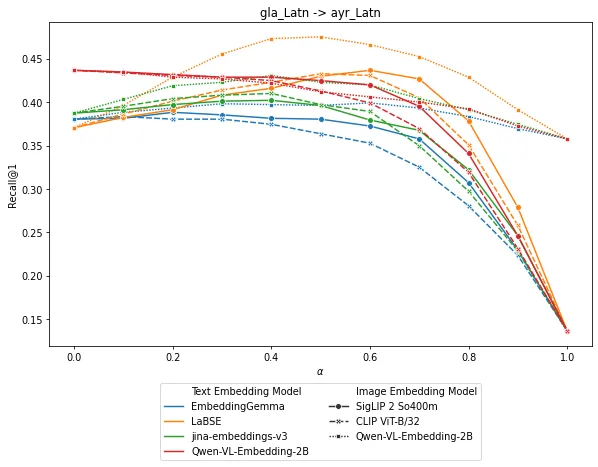 gla_Latn -> ayr_Latn
Recall@1
0.45
0.40
0.35
0.30
0.25
0.20
0.15
0.0
0.2
0.4
0.6
0.8
1.0
α
Text Embedding Model
EmbeddingGemma
LaBSE
jina-embeddings-v3
Qwen-VL-Embedding-2B
Image Embedding Model
SigLIP 2 So400m
CLIP ViT-B/32
Qwen-VL-Embedding-2B